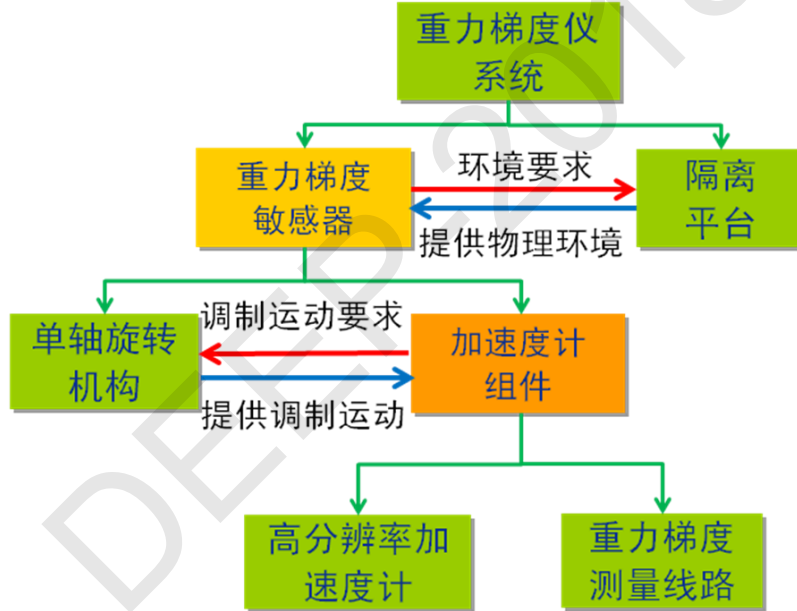 重力梯度仪
系统
重力梯度
敏感器
环境要求
提供物理环境
隔离
平台
单轴旋转
机构
调制运动要求
提供调制运动
加速度计
组件
高分辨率加
速度计
重力梯度
测量线路
DEEP-201